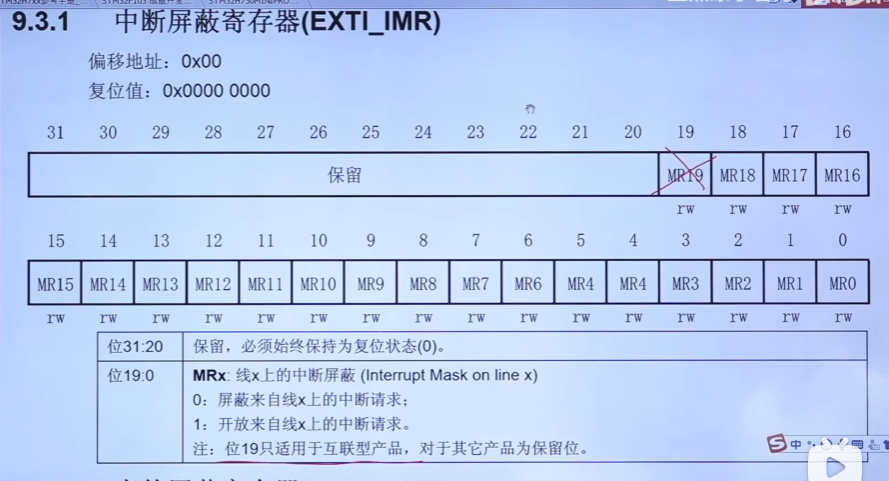 9.3.1 中断屏蔽寄存器(EXTI_IMR)
偏移地址：0x00
复位值：0x0000 0000
31 30 29 28 27 26 25 24 23 22 21 20 19 18 17 16
保留 MR19 MR18 MR17 MR16
rw rw rw rw
15 14 13 12 11 10 9 8 7 6 5 4 3 2 1 0
MR15 MR14 MR13 MR12 MR11 MR10 MR9 MR8 MR7 MR6 MR4 MR4 MR3 MR2 MR1 MR0
rw rw rw rw rw rw rw rw rw rw rw rw rw rw rw rw
位31:20 保留，必须始终保持为复位状态(0)。
位19:0 MRx: 线x上的中断屏蔽 (Interrupt Mask on line x)
0：屏蔽来自线x上的中断请求；
1：开放来自线x上的中断请求。
注：位19只适用于互联型产品，对于其它产品为保留位。
中